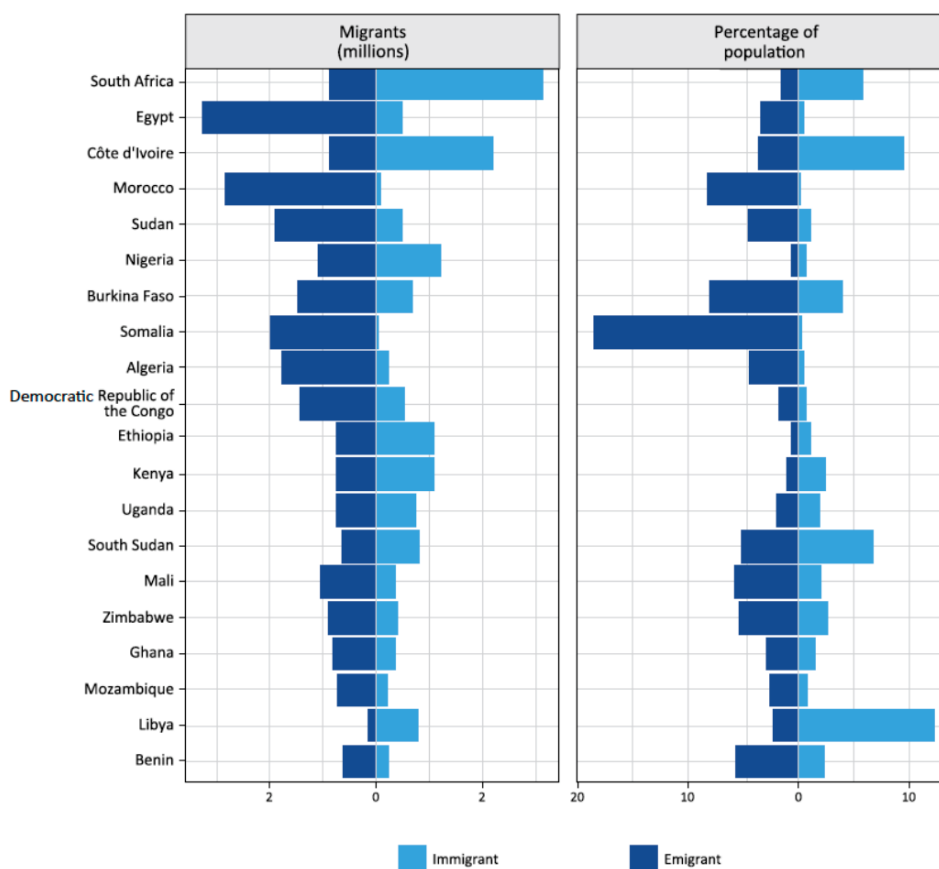 Migrants
(millions)
Percentage of
population
South Africa
Egypt
Côte d'Ivoire
Morocco
Sudan
Nigeria
Burkina Faso
Somalia
Algeria
Democratic Republic of
the Congo
Ethiopia
Kenya
Uganda
South Sudan
Mali
Zimbabwe
Ghana
Mozambique
Libya
Benin
2 0 2
20 10 0 10
Immigrant
Emigrant